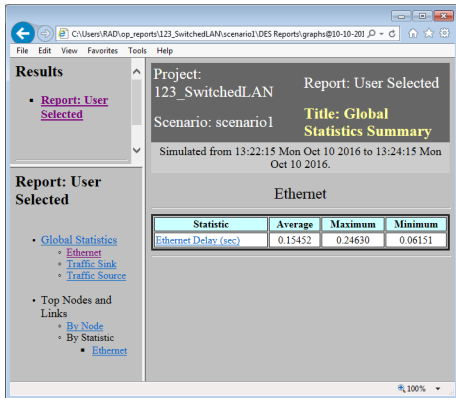 C:\Users\RAD\op_reports\123_SwitchedLAN\scenario1\DES Reports\graphs@10-10-201
File Edit View Favorites Tools Help
Results
Report: User
Selected
Report: User
Selected
Global Statistics
Ethernet
Traffic Sink
Traffic Source
Top Nodes and
Links
By Node
By Statistic
Ethernet
Project:
123_SwitchedLAN
Report: User Selected
Scenario: scenario1
Title: Global
Statistics Summary
Simulated from 13:22:15 Mon Oct 10 2016 to 13:24:15 Mon
Oct 10 2016.
Ethernet
Statistic Average Maximum Minimum
Ethernet Delay (sec) 0.15452 0.24630 0.06151
100%